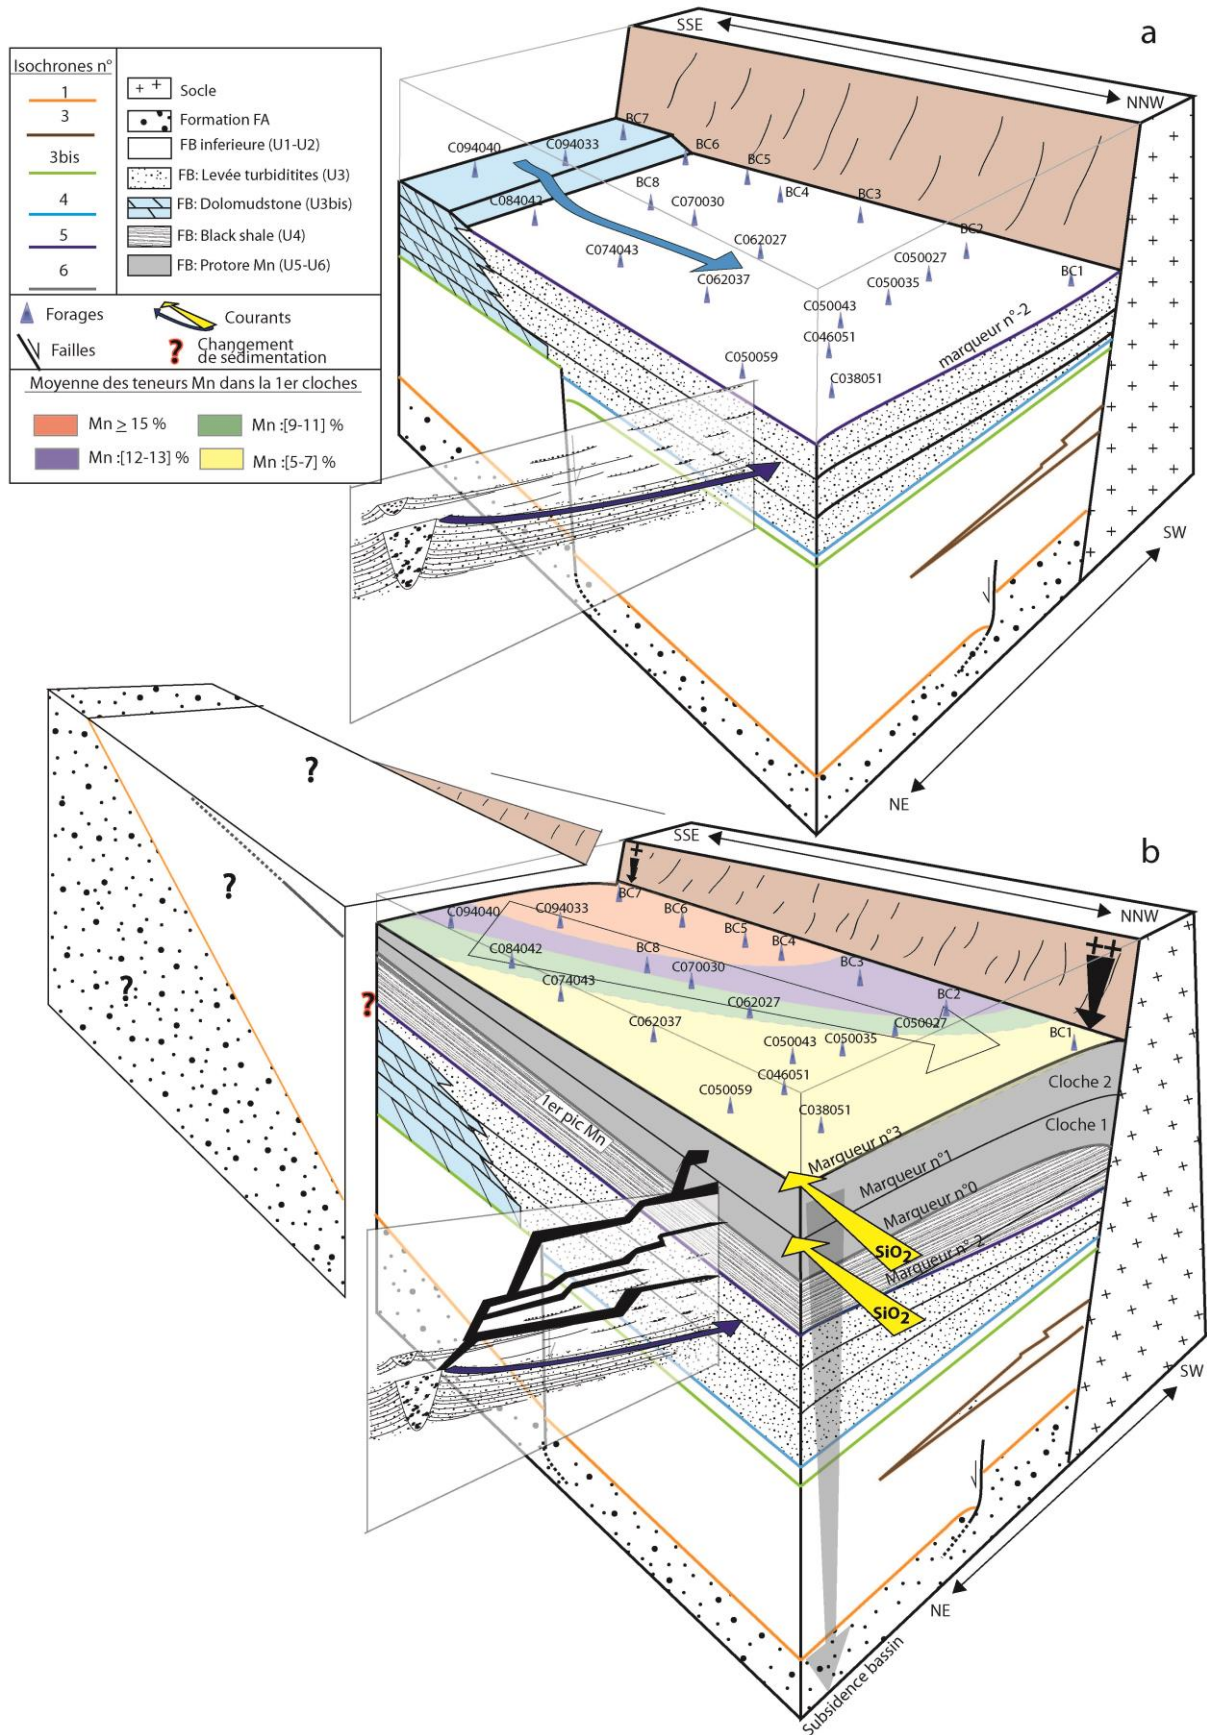 a
SSE
NNW
Isochrones n°
1
3
3bis
4
5
6
Socle
Formation FA
FB inferieure (U1-U2)
FB: Levée turbiditites (U3)
FB: Dolomudstone (U3bis)
FB: Black shale (U4)
FB: Protore Mn (U5-U6)
Forages
Courants
Failles
?
Changement
de sédimentation
Moyenne des teneurs Mn dans la 1er cloches
Mn ≥ 15 %
Mn :[9-11] %
Mn :[12-13] %
Mn :[5-7] %
BC7
C094040
C094033
BC6
BC5
BC4
BC3
BC8
C070030
C084042
BC2
C062027
C050027
BC1
C074043
C050035
C062037
C050043
C046051
C050059
C038051
marqueur n°-2
SW
NE
?
?
?
b
SSE
NNW
BC7
C094040
C094033
BC6
BC5
BC4
C084042
BC8
C070030
BC3
C074043
BC2
C062027
C050027
?
C062037
C050043
C050035
BC1
C046051
C050059
C038051
Cloche 2
Cloche 1
1er pic Mn
Marqueur n°3
Marqueur n°1
Marqueur n°0
Marqueur n°-2
SiO2
SiO2
SW
NE
Subsidence bassin